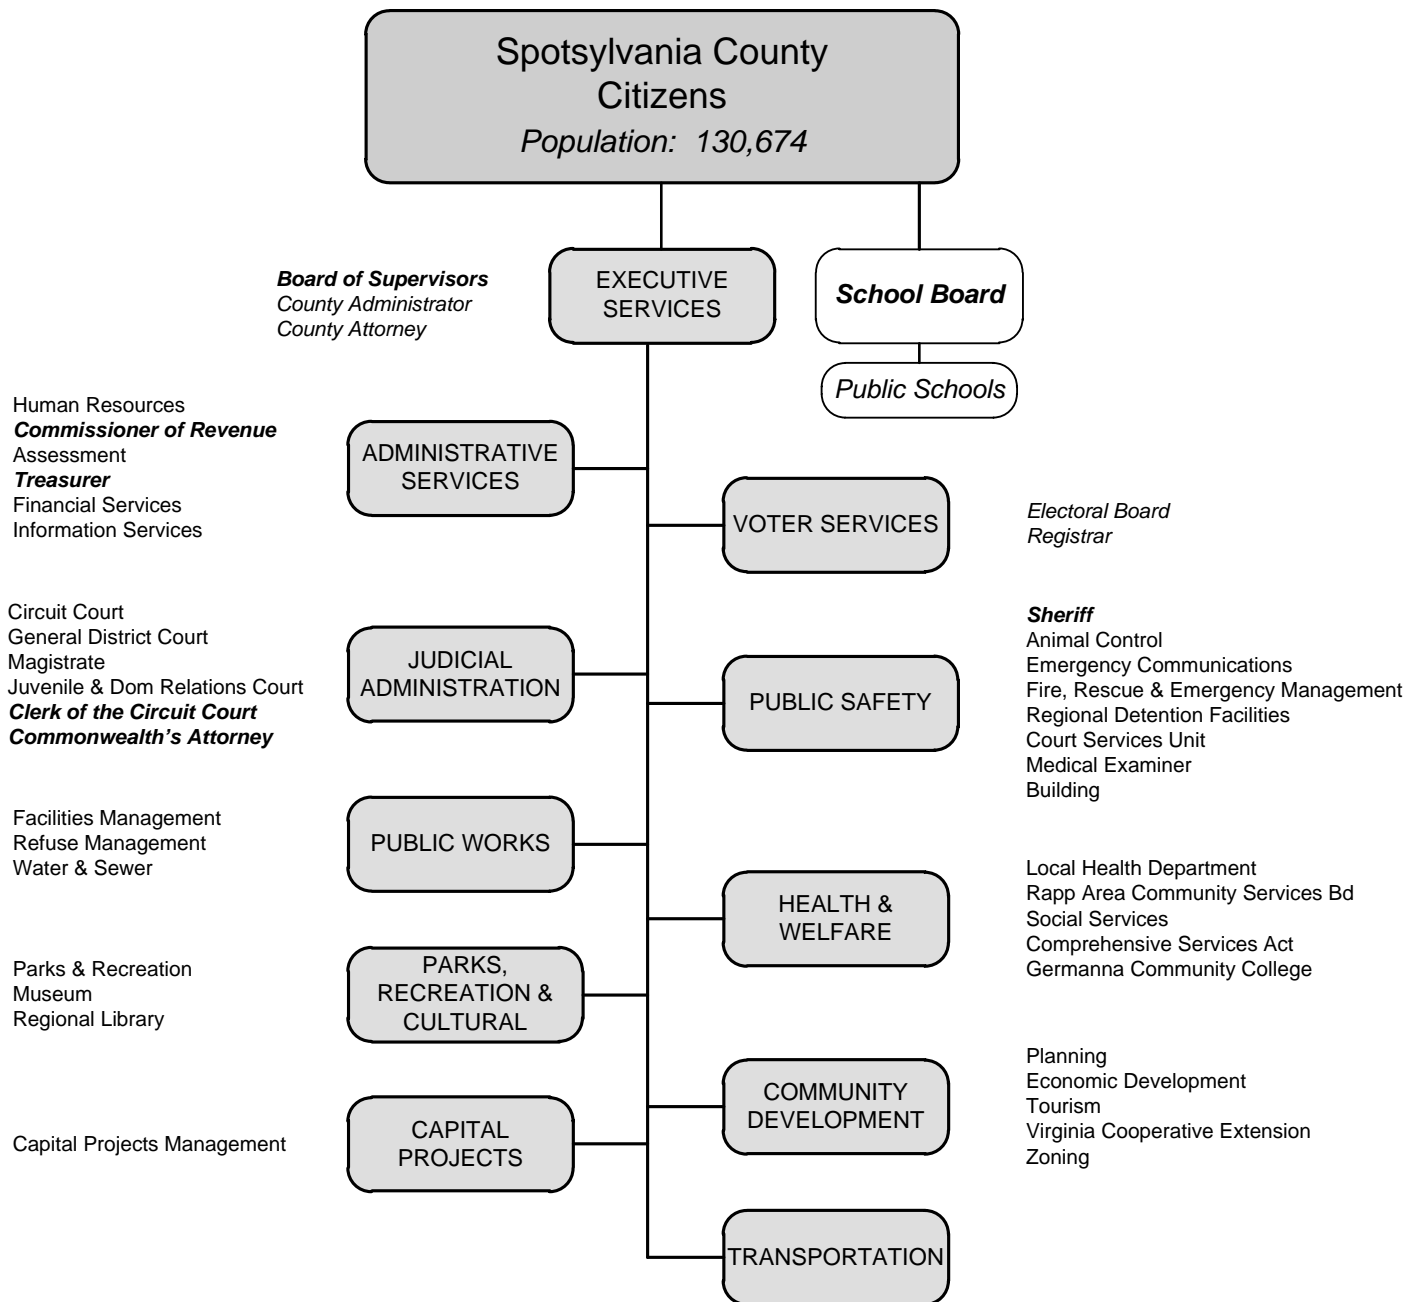 Spotsylvania County
Citizens
Population: 130,674
Board of Supervisors
County Administrator
County Attorney
EXECUTIVE
SERVICES
School Board
Public Schools
Human Resources
Commissioner of Revenue
Assessment
Treasurer
Financial Services
Information Services
ADMINISTRATIVE
SERVICES
VOTER SERVICES
Electoral Board
Registrar
Circuit Court
General District Court
Magistrate
Juvenile & Dom Relations Court
Clerk of the Circuit Court
Commonwealth’s Attorney
JUDICIAL
ADMINISTRATION
PUBLIC SAFETY
Sheriff
Animal Control
Emergency Communications
Fire, Rescue & Emergency Management
Regional Detention Facilities
Court Services Unit
Medical Examiner
Building
Facilities Management
Refuse Management
Water & Sewer
PUBLIC WORKS
HEALTH &
WELFARE
Local Health Department
Rapp Area Community Services Bd
Social Services
Comprehensive Services Act
Germanna Community College
Parks & Recreation
Museum
Regional Library
PARKS,
RECREATION &
CULTURAL
COMMUNITY
DEVELOPMENT
Planning
Economic Development
Tourism
Virginia Cooperative Extension
Zoning
Capital Projects Management
CAPITAL
PROJECTS
TRANSPORTATION